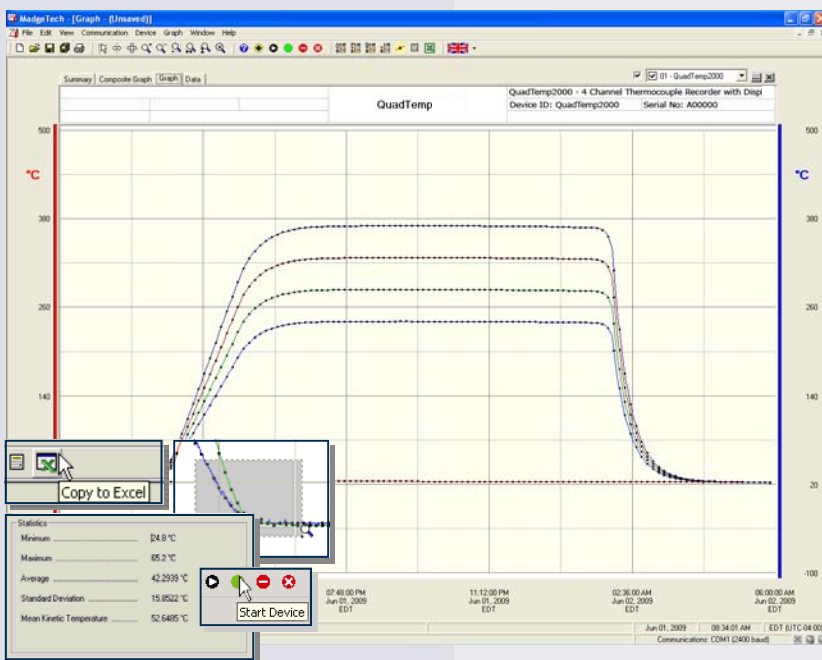 MadgeTech - [Graph - (Unsaved)]
File Edit View Communication Device Graph Window Help
Summary Composite Graph Graph Data
01 - QuadTemp2000
QuadTemp
QuadTemp2000 - 4 Channel Thermocouple Recorder with Displ
Device ID: QuadTemp2000 Serial No: A00000
500 500
°C °C
380 380
260 260
140 140
20
-100
Copy to Excel
Statistics
Minimum 24.8 °C
Maximum 65.2 °C
Average 42.2939 °C
Standard Deviation 15.8522 °C
Mean Kinetic Temperature 52.6485 °C
Start Device
07:48:00 PM 11:12:00 PM 02:36:00 AM 06:00:00 AM
Jun 01, 2009 Jun 01, 2009 Jun 02, 2009 Jun 02, 2009
EDT EDT EDT EDT
Jun 01, 2009 08:34:01 AM EDT (UTC-04:00)
Communications: COM1 (2400 baud)